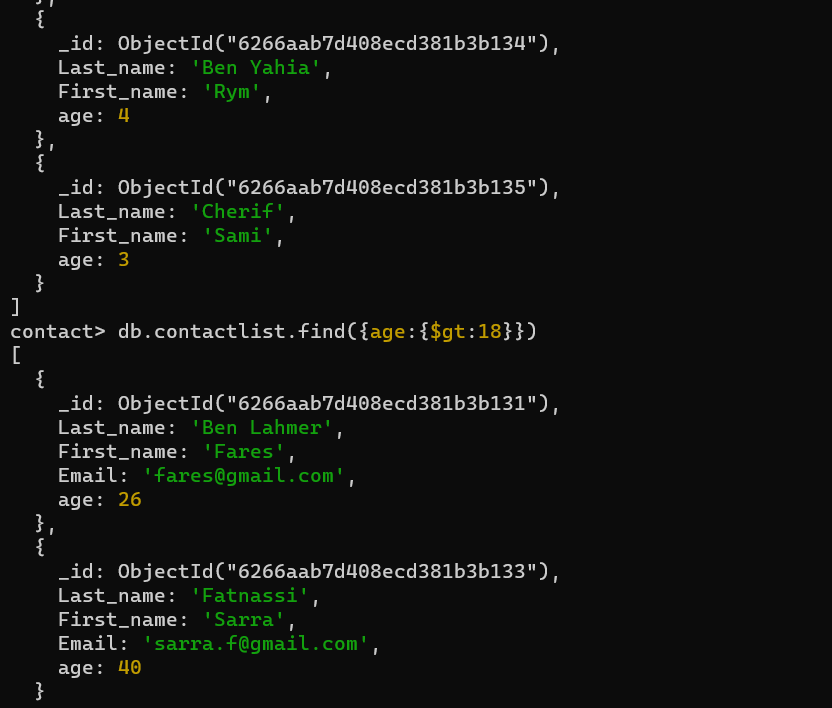 },
  {
    _id: ObjectId("6266aab7d408ecd381b3b134"),
    Last_name: 'Ben Yahia',
    First_name: 'Rym',
    age: 4
  },
  {
    _id: ObjectId("6266aab7d408ecd381b3b135"),
    Last_name: 'Cherif',
    First_name: 'Sami',
    age: 3
  }
]
contact> db.contactlist.find({age:{$gt:18}})
[
  {
    _id: ObjectId("6266aab7d408ecd381b3b131"),
    Last_name: 'Ben Lahmer',
    First_name: 'Fares',
    Email: 'fares@gmail.com',
    age: 26
  },
  {
    _id: ObjectId("6266aab7d408ecd381b3b133"),
    Last_name: 'Fatnassi',
    First_name: 'Sarra',
    Email: 'sarra.f@gmail.com',
    age: 40
  }